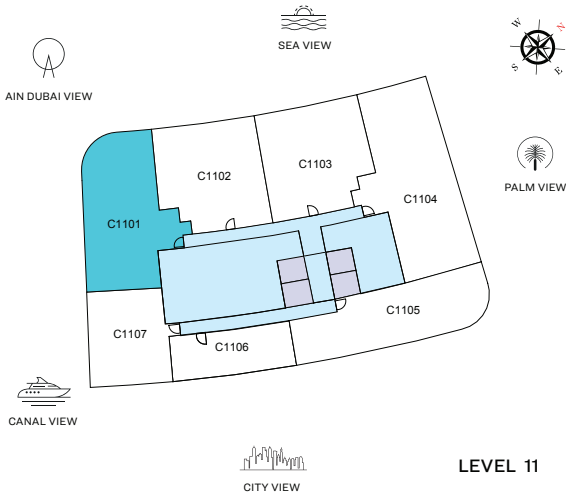 SEA VIEW
W
N
S
E
AIN DUBAI VIEW
PALM VIEW
C1103
C1102
C1104
C1101
C1105
C1107
C1106
CANAL VIEW
LEVEL 11
CITY VIEW